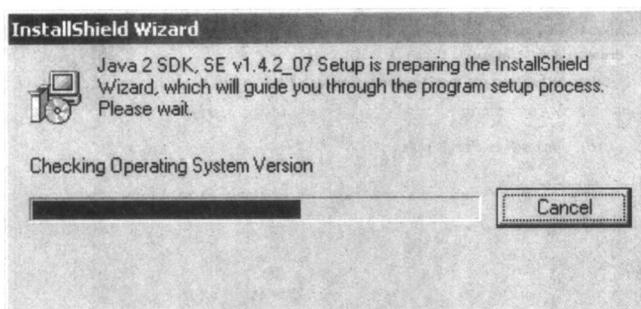 InstallShield Wizard
Java 2 SDK, SE v1.4.2_07 Setup is preparing the InstallShield
Wizard, which will guide you through the program setup process.
Please wait.
Checking Operating System Version
Cancel